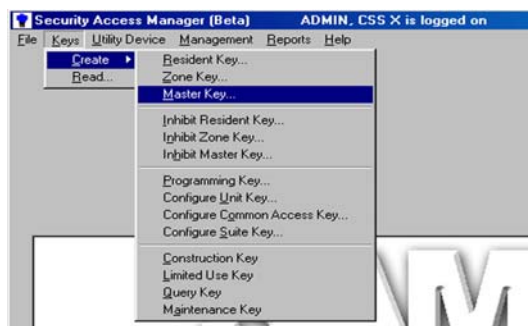 Security Access Manager (Beta) ADMIN, CSS X is logged on
File Keys Utility Device Management Reports Help
Create
Read...
Resident Key...
Zone Key...
Master Key...
Inhibit Resident Key...
Inhibit Zone Key...
Inhibit Master Key...
Programming Key...
Configure Unit Key...
Configure Common Access Key...
Configure Suite Key...
Construction Key
Limited Use Key
Query Key
Maintenance Key